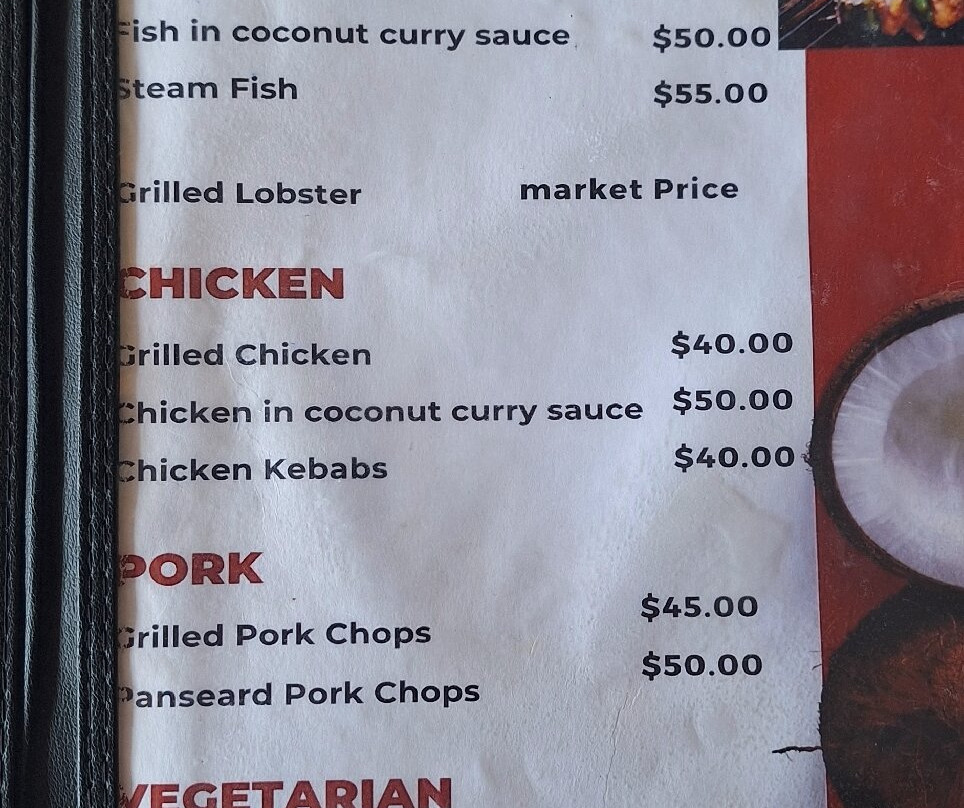 Fish in coconut curry sauce $50.00
Steam Fish $55.00
Grilled Lobster market Price
CHICKEN
Grilled Chicken $40.00
Chicken in coconut curry sauce $50.00
Chicken Kebabs $40.00
PORK
Grilled Pork Chops $45.00
Panseard Pork Chops $50.00
VEGETARIAN